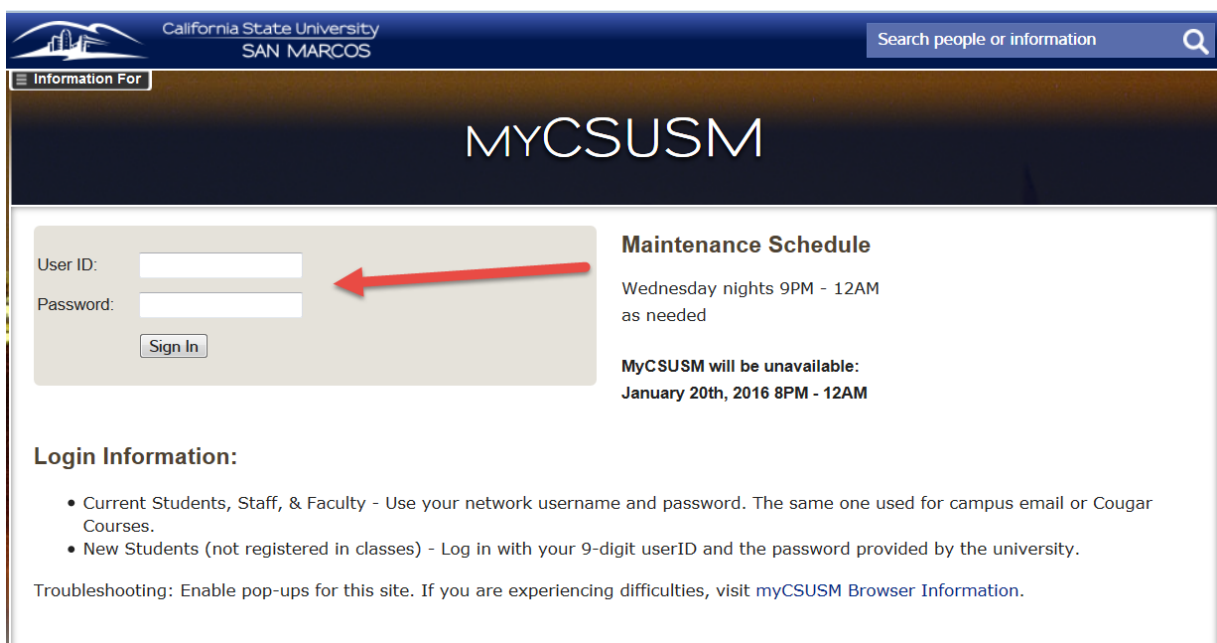 California State University
SAN MARCOS
Search people or information
Information For
MYCSUSM
User ID:
Password:
Sign In
Maintenance Schedule
Wednesday nights 9PM - 12AM
as needed
MyCSUSM will be unavailable:
January 20th, 2016 8PM - 12AM
Login Information:
• Current Students, Staff, & Faculty - Use your network username and password. The same one used for campus email or Cougar
Courses.
• New Students (not registered in classes) - Log in with your 9-digit userID and the password provided by the university.
Troubleshooting: Enable pop-ups for this site. If you are experiencing difficulties, visit myCSUSM Browser Information.